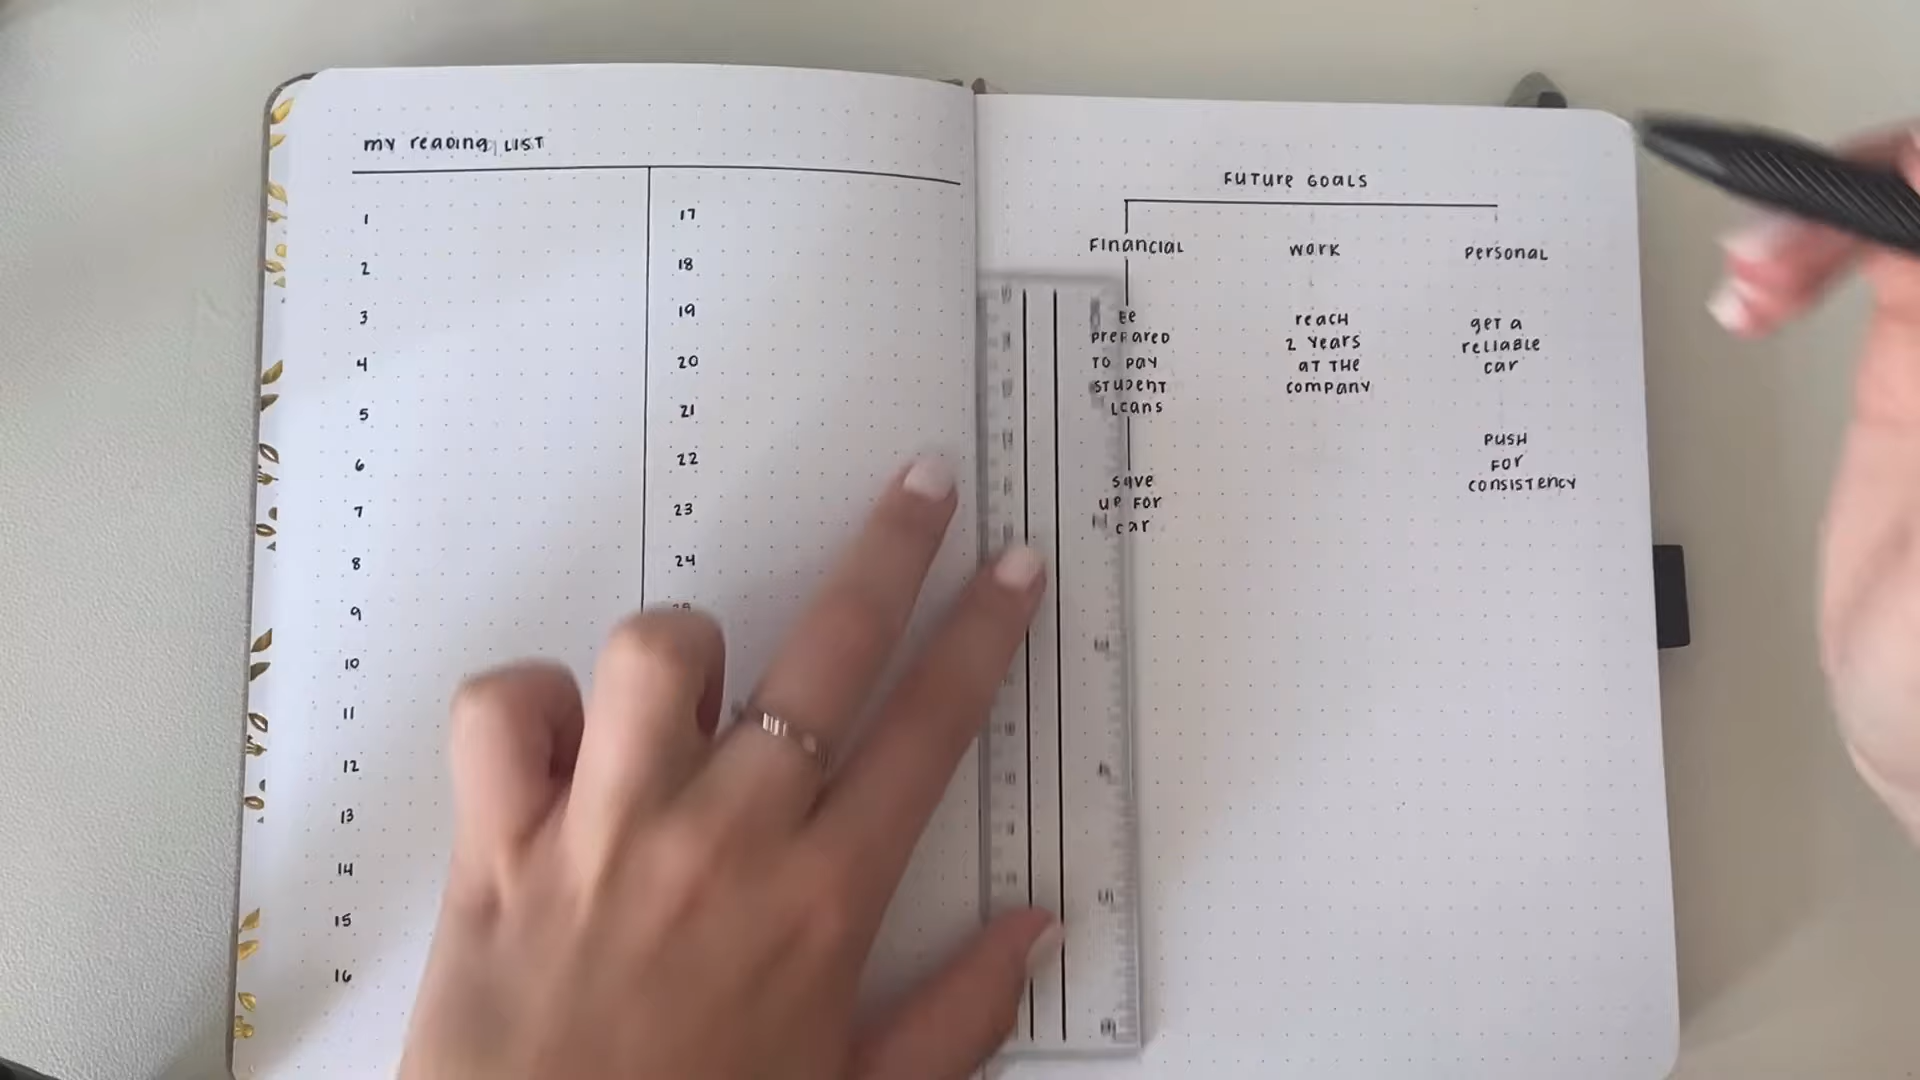 my reading LIST
1
2
3
4
5
6
7
8
9
10
11
12
13
14
15
16
17
18
19
20
21
22
23
24
FUTURE GOALS
FINANCIAL
Be
Prepared
TO Pay
STUDENT
LOANS
save
UP FOR
car
WORK
reach
2 Years
at the
company
Personal
get a
reliable
car
PUSH
FOR
consistency